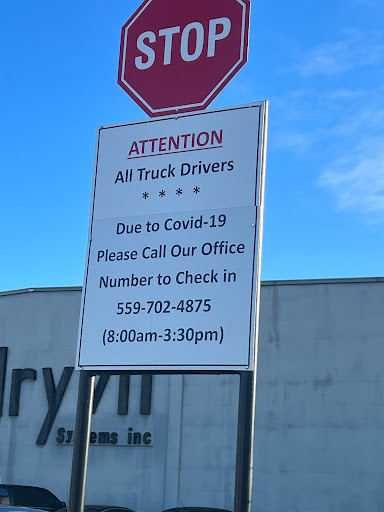 STOP
ATTENTION
All Truck Drivers
* * * *
Due to Covid-19
Please Call Our Office
Number to Check in
559-702-4875
(8:00am-3:30pm)
inc